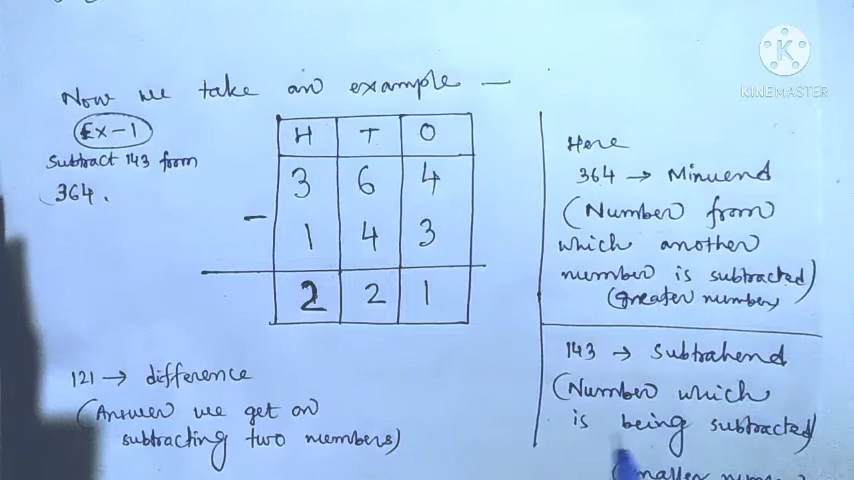 Now we take an example —
Ex-1
Subtract 143 from
364.
H T O
3 6 4
- 1 4 3
2 2 1
121 → difference
(Answer we get on
subtracting two numbers)
Here
364 → Minuend
(Number from
which another
number is subtracted)
(greater number)
143 → Subtrahend
(Number which
is being subtracted)
K
KINEMASTER